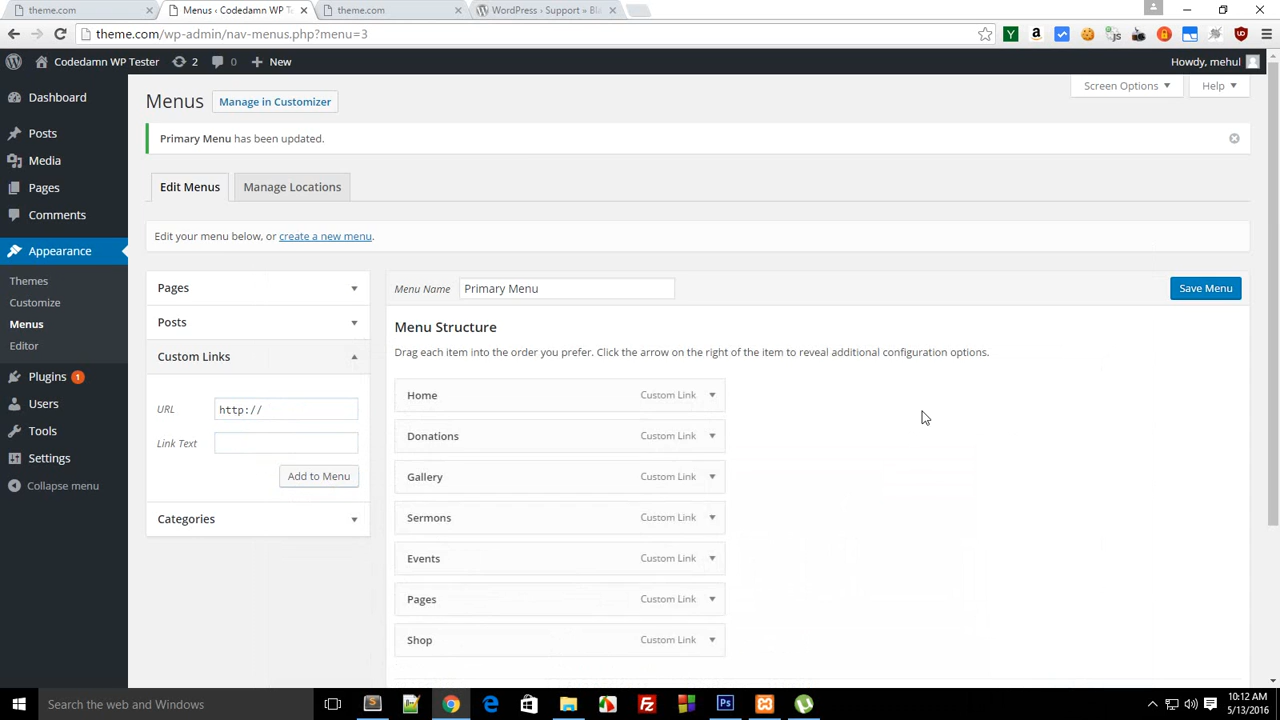 theme.com
Menus ‹ Codedamn WP Te
theme.com
WordPress › Support » Bla
theme.com/wp-admin/nav-menus.php?menu=3
Codedamn WP Tester
2
0
New
Howdy, mehul
Dashboard
Posts
Media
Pages
Comments
Appearance
Themes
Customize
Menus
Editor
Plugins 1
Users
Tools
Settings
Collapse menu
Menus
Manage in Customizer
Screen Options
Help
Primary Menu has been updated.
Edit Menus
Manage Locations
Edit your menu below, or create a new menu.
Pages
Posts
Custom Links
URL http://
Link Text
Add to Menu
Categories
Menu Name Primary Menu
Save Menu
Menu Structure
Drag each item into the order you prefer. Click the arrow on the right of the item to reveal additional configuration options.
Home Custom Link
Donations Custom Link
Gallery Custom Link
Sermons Custom Link
Events Custom Link
Pages Custom Link
Shop Custom Link
Search the web and Windows
10:12 AM
5/13/2016